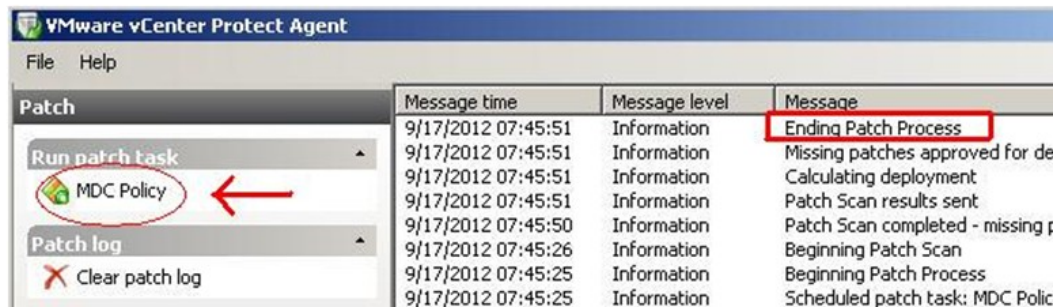 VMware vCenter Protect Agent
File Help
Patch
Run patch task
MDC Policy
Patch log
Clear patch log
Message time Message level Message
9/17/2012 07:45:51 Information Ending Patch Process
9/17/2012 07:45:51 Information Missing patches approved for de
9/17/2012 07:45:51 Information Calculating deployment
9/17/2012 07:45:51 Information Patch Scan results sent
9/17/2012 07:45:50 Information Patch Scan completed - missing p
9/17/2012 07:45:26 Information Beginning Patch Scan
9/17/2012 07:45:25 Information Beginning Patch Process
9/17/2012 07:45:25 Information Scheduled patch task: MDC Polic